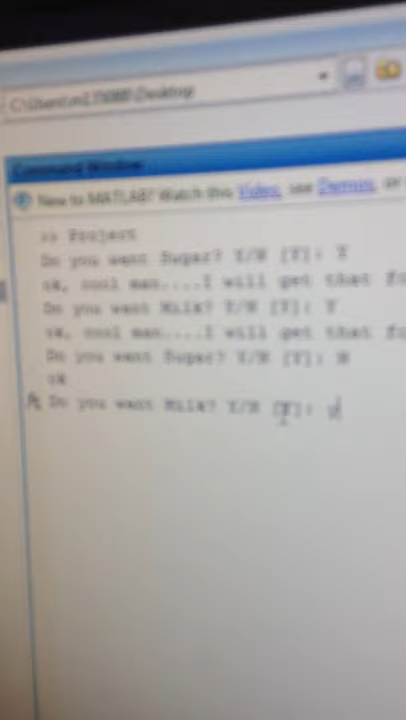 Command Window
New to MATLAB? Watch this Video, see Demos, or
>> Project
Do you want Sugar? Y/N [Y]: Y
ok, cool man....I will get that fo
Do you want Milk? Y/N [Y]: Y
ok, cool man....I will get that fo
Do you want Sugar? Y/N [Y]: N
ok
Do you want Milk? Y/N [Y]: y